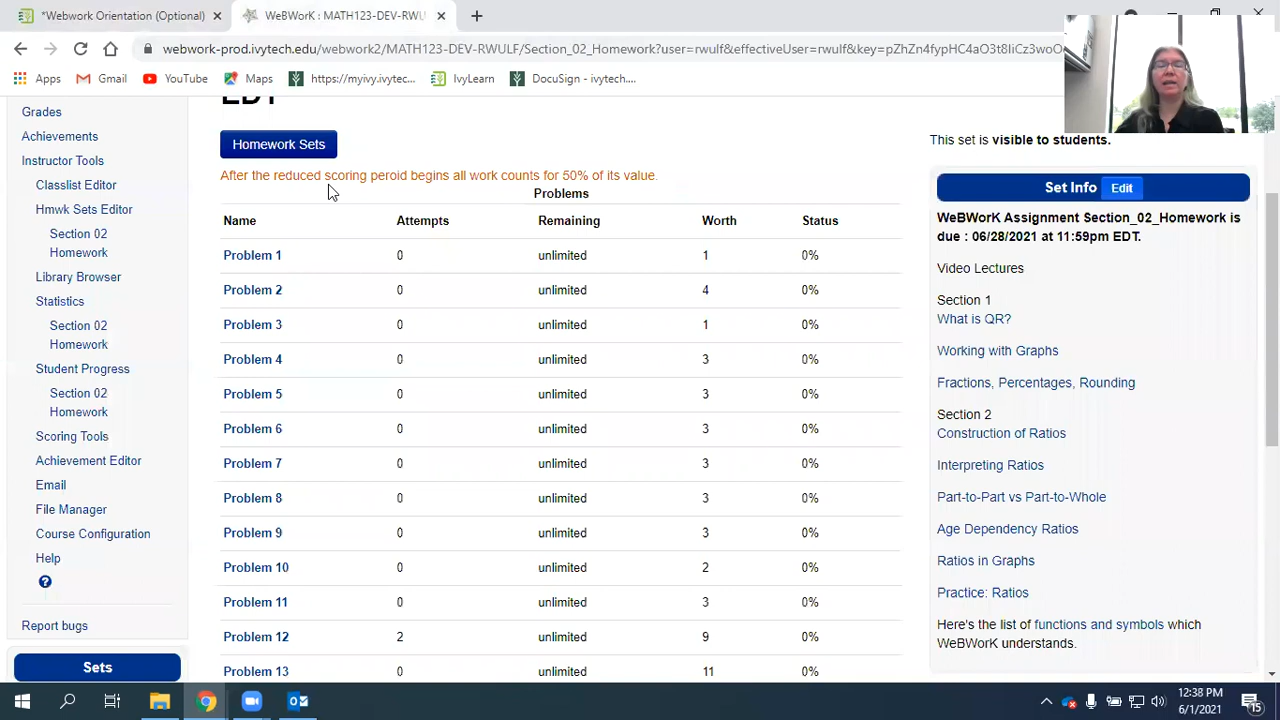 *Webwork Orientation (Optional)
WeBWorK : MATH123-DEV-RWU
webwork-prod.ivytech.edu/webwork2/MATH123-DEV-RWULF/Section_02_Homework?user=rwulf&effectiveUser=rwulf&key=pZhZn4fypHC4aO3t8IiCz3woO
Apps
Gmail
YouTube
Maps
https://myivy.ivytec...
IvyLearn
DocuSign - ivytech....
Grades
Achievements
Instructor Tools
Classlist Editor
Hmwk Sets Editor
Section 02
Homework
Library Browser
Statistics
Section 02
Homework
Student Progress
Section 02
Homework
Scoring Tools
Achievement Editor
Email
File Manager
Course Configuration
Help
?
Report bugs
Sets
EDT
Homework Sets
After the reduced scoring peroid begins all work counts for 50% of its value.
Problems
Name Attempts Remaining Worth Status
Problem 1 0 unlimited 1 0%
Problem 2 0 unlimited 4 0%
Problem 3 0 unlimited 1 0%
Problem 4 0 unlimited 3 0%
Problem 5 0 unlimited 3 0%
Problem 6 0 unlimited 3 0%
Problem 7 0 unlimited 3 0%
Problem 8 0 unlimited 3 0%
Problem 9 0 unlimited 3 0%
Problem 10 0 unlimited 2 0%
Problem 11 0 unlimited 3 0%
Problem 12 2 unlimited 9 0%
Problem 13 0 unlimited 11 0%
This set is visible to students.
Set Info Edit
WeBWorK Assignment Section_02_Homework is
due : 06/28/2021 at 11:59pm EDT.
Video Lectures
Section 1
What is QR?
Working with Graphs
Fractions, Percentages, Rounding
Section 2
Construction of Ratios
Interpreting Ratios
Part-to-Part vs Part-to-Whole
Age Dependency Ratios
Ratios in Graphs
Practice: Ratios
Here's the list of functions and symbols which
WeBWorK understands.
12:38 PM
6/1/2021
15